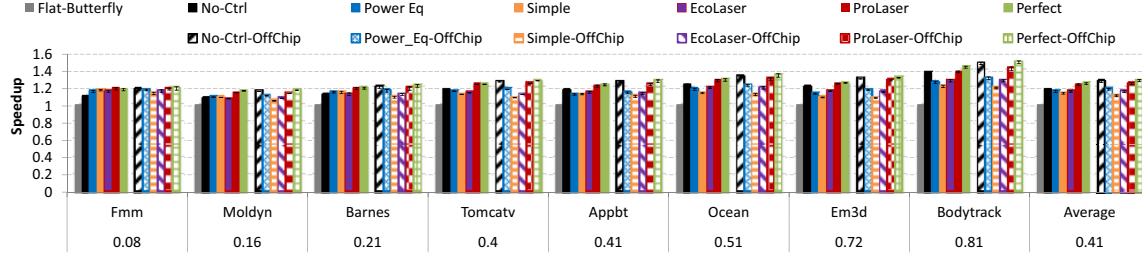 Flat-Butterfly No-Ctrl Power Eq Simple EcoLaser ProLaser Perfect
No-Ctrl-OffChip Power_Eq-OffChip Simple-OffChip EcoLaser-OffChip ProLaser-OffChip Perfect-OffChip
Speedup
1.6
1.4
1.2
1
0.8
0.6
0.4
0.2
0
Fmm Moldyn Barnes Tomcatv Appbt Ocean Em3d Bodytrack Average
0.08 0.16 0.21 0.4 0.41 0.51 0.72 0.81 0.41